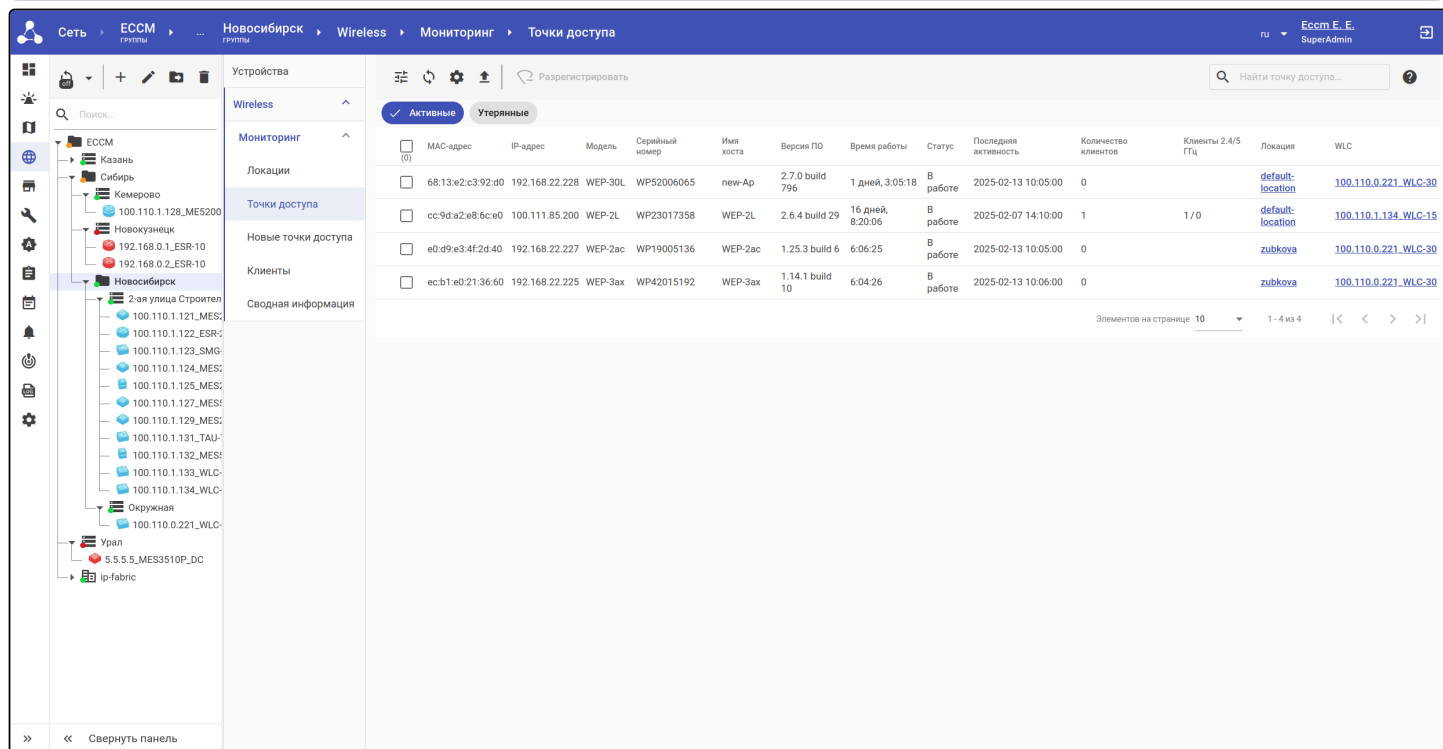 Сеть
ЕССМ
группы
...
Новосибирск
группы
Wireless
Мониторинг
Точки доступа
ru
Eccm E. E.
SuperAdmin
off
Поиск...
ECCM
Казань
Сибирь
Кемерово
100.110.1.128_ME5200
Новокузнецк
192.168.0.1_ESR-10
192.168.0.2_ESR-10
Новосибирск
2-ая улица Строител
100.110.1.121_MES2
100.110.1.122_ESR-2
100.110.1.123_SMG-
100.110.1.124_MES2
100.110.1.125_MES2
100.110.1.127_MES5
100.110.1.129_MES2
100.110.1.131_TAU-
100.110.1.132_MES5
100.110.1.133_WLC-
100.110.1.134_WLC-
Окружная
100.110.0.221_WLC-
Урал
5.5.5.5_MES3510P_DC
ip-fabric
Свернуть панель
Устройства
Wireless
Мониторинг
Локации
Точки доступа
Новые точки доступа
Клиенты
Сводная информация
Разрегистрировать
Найти точку доступа...
Активные
Утерянные
(0)
MAC-адрес
IP-адрес
Модель
Серийный номер
Имя хоста
Версия ПО
Время работы
Статус
Последняя активность
Количество клиентов
Клиенты 2.4/5 ГГц
Локация
WLC
68:13:e2:c3:92:d0 192.168.22.228 WEP-30L WP52006065 new-Ap 2.7.0 build 796 1 дней, 3:05:18 В работе 2025-02-13 10:05:00 0 default-location 100.110.0.221_WLC-30
cc:9d:a2:e8:6c:e0 100.111.85.200 WEP-2L WP23017358 WEP-2L 2.6.4 build 29 16 дней, 8:20:06 В работе 2025-02-07 14:10:00 1 1 / 0 default-location 100.110.1.134_WLC-15
e0:d9:e3:4f:2d:40 192.168.22.227 WEP-2ac WP19005136 WEP-2ac 1.25.3 build 6 6:06:25 В работе 2025-02-13 10:05:00 0 zubkova 100.110.0.221_WLC-30
ec:b1:e0:21:36:60 192.168.22.225 WEP-3ax WP42015192 WEP-3ax 1.14.1 build 10 6:04:26 В работе 2025-02-13 10:06:00 0 zubkova 100.110.0.221_WLC-30
Элементов на странице 10
1 - 4 из 4